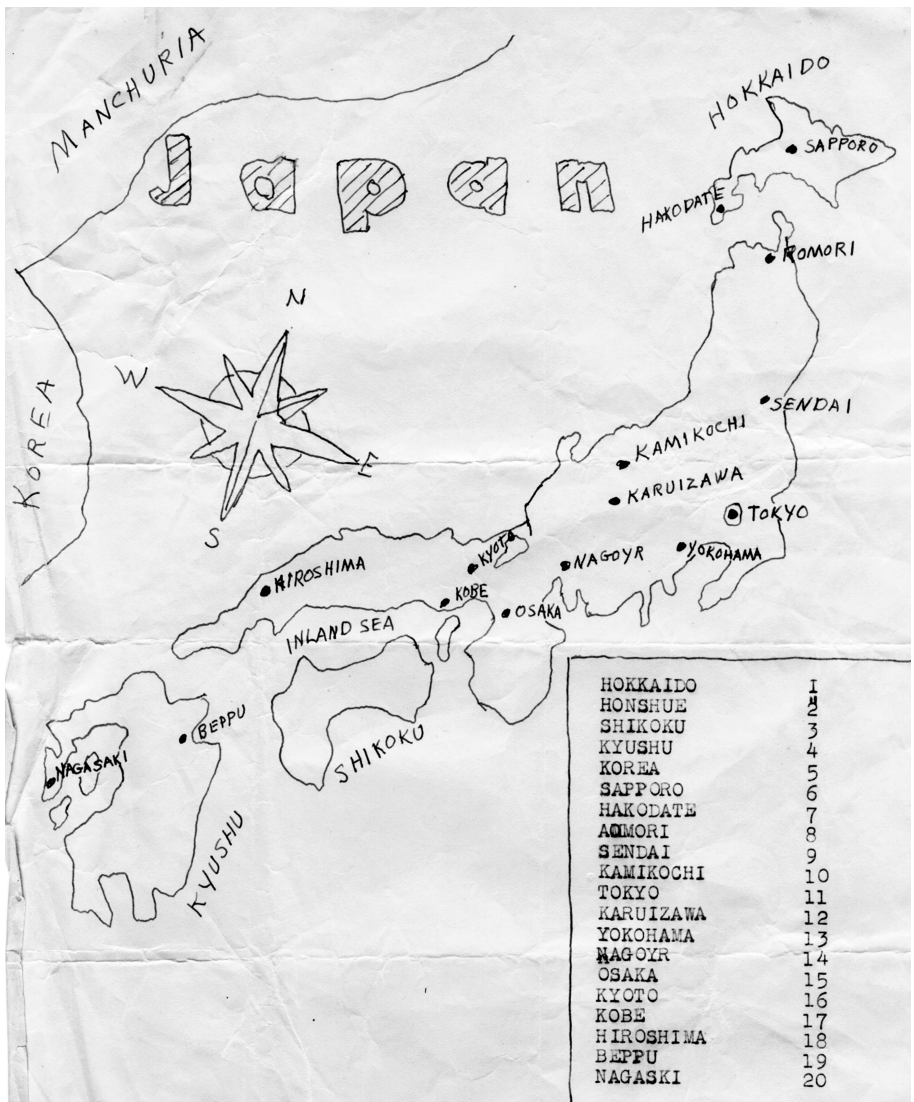 MANCHURIA
HOKKAIDO
Japan
SAPPORO
HAKODATE
ROMORI
N
W
E
S
KOREA
SENDAI
KAMIKOCHI
KARUIZAWA
TOKYO
KYOTO
NAGOYR
YOKOHAMA
HIROSHIMA
KOBE
OSAKA
INLAND SEA
BEPPU
SHIKOKU
NAGASAKI
KYUSHU
HOKKAIDO 1
HONSHUE 2
SHIKOKU 3
KYUSHU 4
KOREA 5
SAPPORO 6
HAKODATE 7
AOMORI 8
SENDAI 9
KAMIKOCHI 10
TOKYO 11
KARUIZAWA 12
YOKOHAMA 13
NAGOYR 14
OSAKA 15
KYOTO 16
KOBE 17
HIROSHIMA 18
BEPPU 19
NAGASKI 20